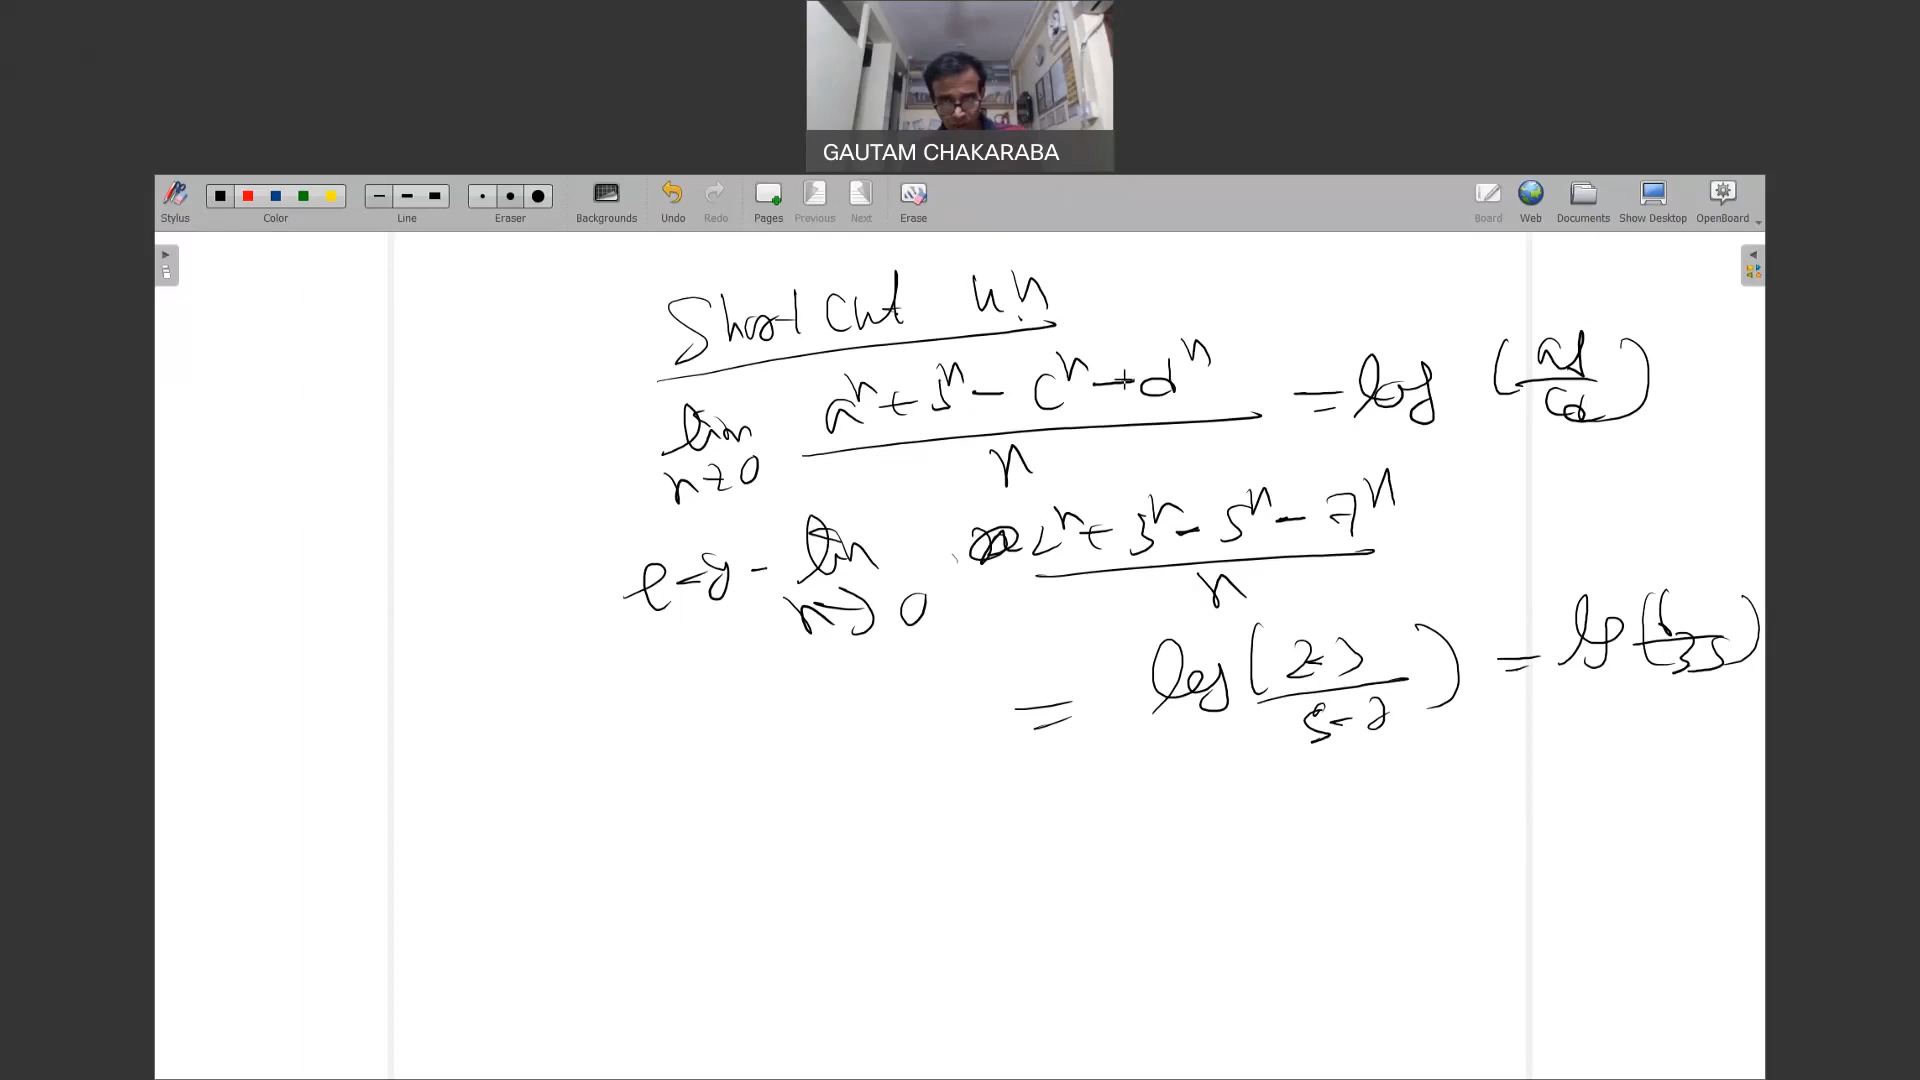 GAUTAM CHAKARABA
Stylus Color Line Eraser Backgrounds Undo Redo Pages Previous Next Erase Board Web Documents Show Desktop OpenBoard
Short Cut
lim n→0 (a^n + b^n - c^n - d^n)/n = log (ab/cd)
e-g - lim n→0 (2^n + 3^n - 5^n - 7^n)/n
= log (2-3/5-7) = log (6/35)